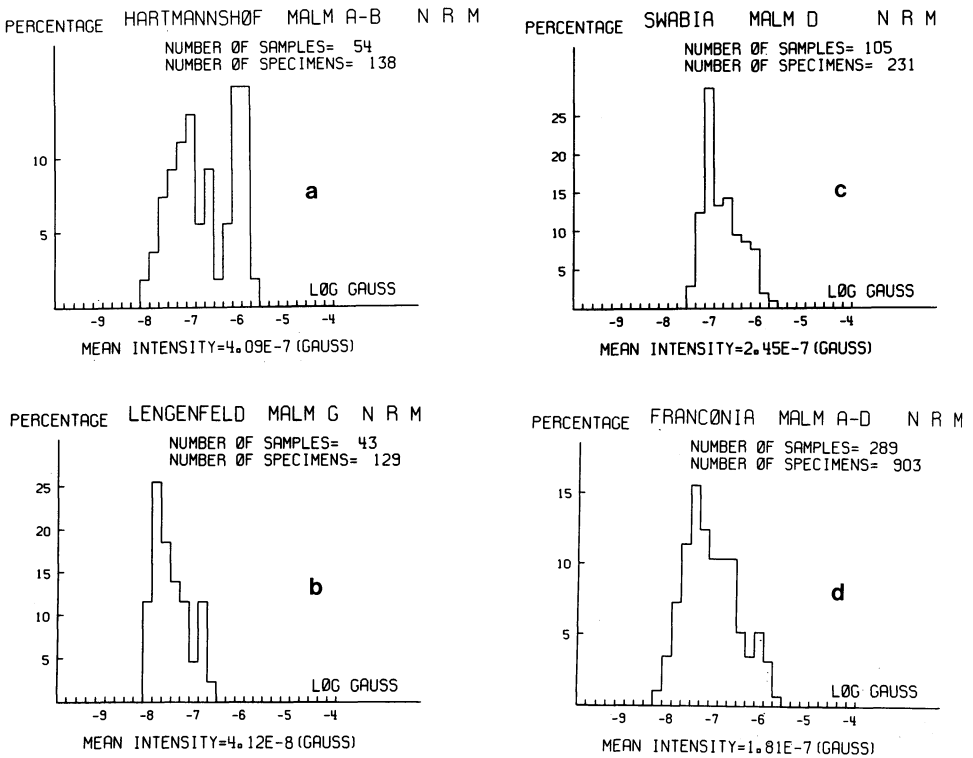 PERCENTAGE HARTMANNSHØF MALM A-B N R M
NUMBER ØF SAMPLES= 54
NUMBER ØF SPECIMENS= 138
10
5
a
LØG GAUSS
-9 -8 -7 -6 -5 -4
MEAN INTENSITY=4.09E-7(GAUSS)
PERCENTAGE SWABIA MALM D N R M
NUMBER ØF SAMPLES= 105
NUMBER ØF SPECIMENS= 231
25
20
15
10
5
c
LØG GAUSS
-9 -8 -7 -6 -5 -4
MEAN INTENSITY=2.45E-7(GAUSS)
PERCENTAGE LENGENFELD MALM G N R M
NUMBER ØF SAMPLES= 43
NUMBER ØF SPECIMENS= 129
25
20
15
10
5
b
LØG GAUSS
-9 -8 -7 -6 -5 -4
MEAN INTENSITY=4.12E-8(GAUSS)
PERCENTAGE FRANCØNIA MALM A-D N R M
NUMBER ØF SAMPLES= 289
NUMBER ØF SPECIMENS= 903
15
10
5
d
LØG GAUSS
-9 -8 -7 -6 -5 -4
MEAN INTENSITY=1.81E-7(GAUSS)